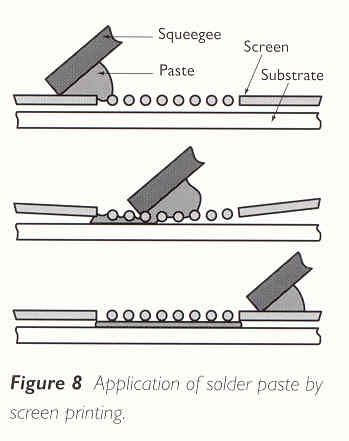 Squeegee
Screen
Paste
Substrate
Figure 8 Application of solder paste by
screen printing.